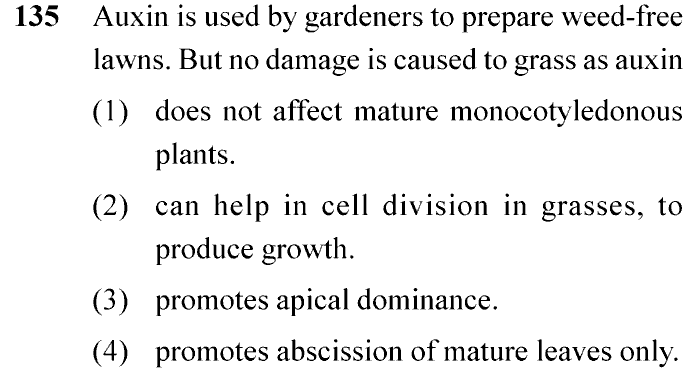 135 Auxin is used by gardeners to prepare weed-free
lawns. But no damage is caused to grass as auxin
(1) does not affect mature monocotyledonous
plants.
(2) can help in cell division in grasses, to
produce growth.
(3) promotes apical dominance.
(4) promotes abscission of mature leaves only.